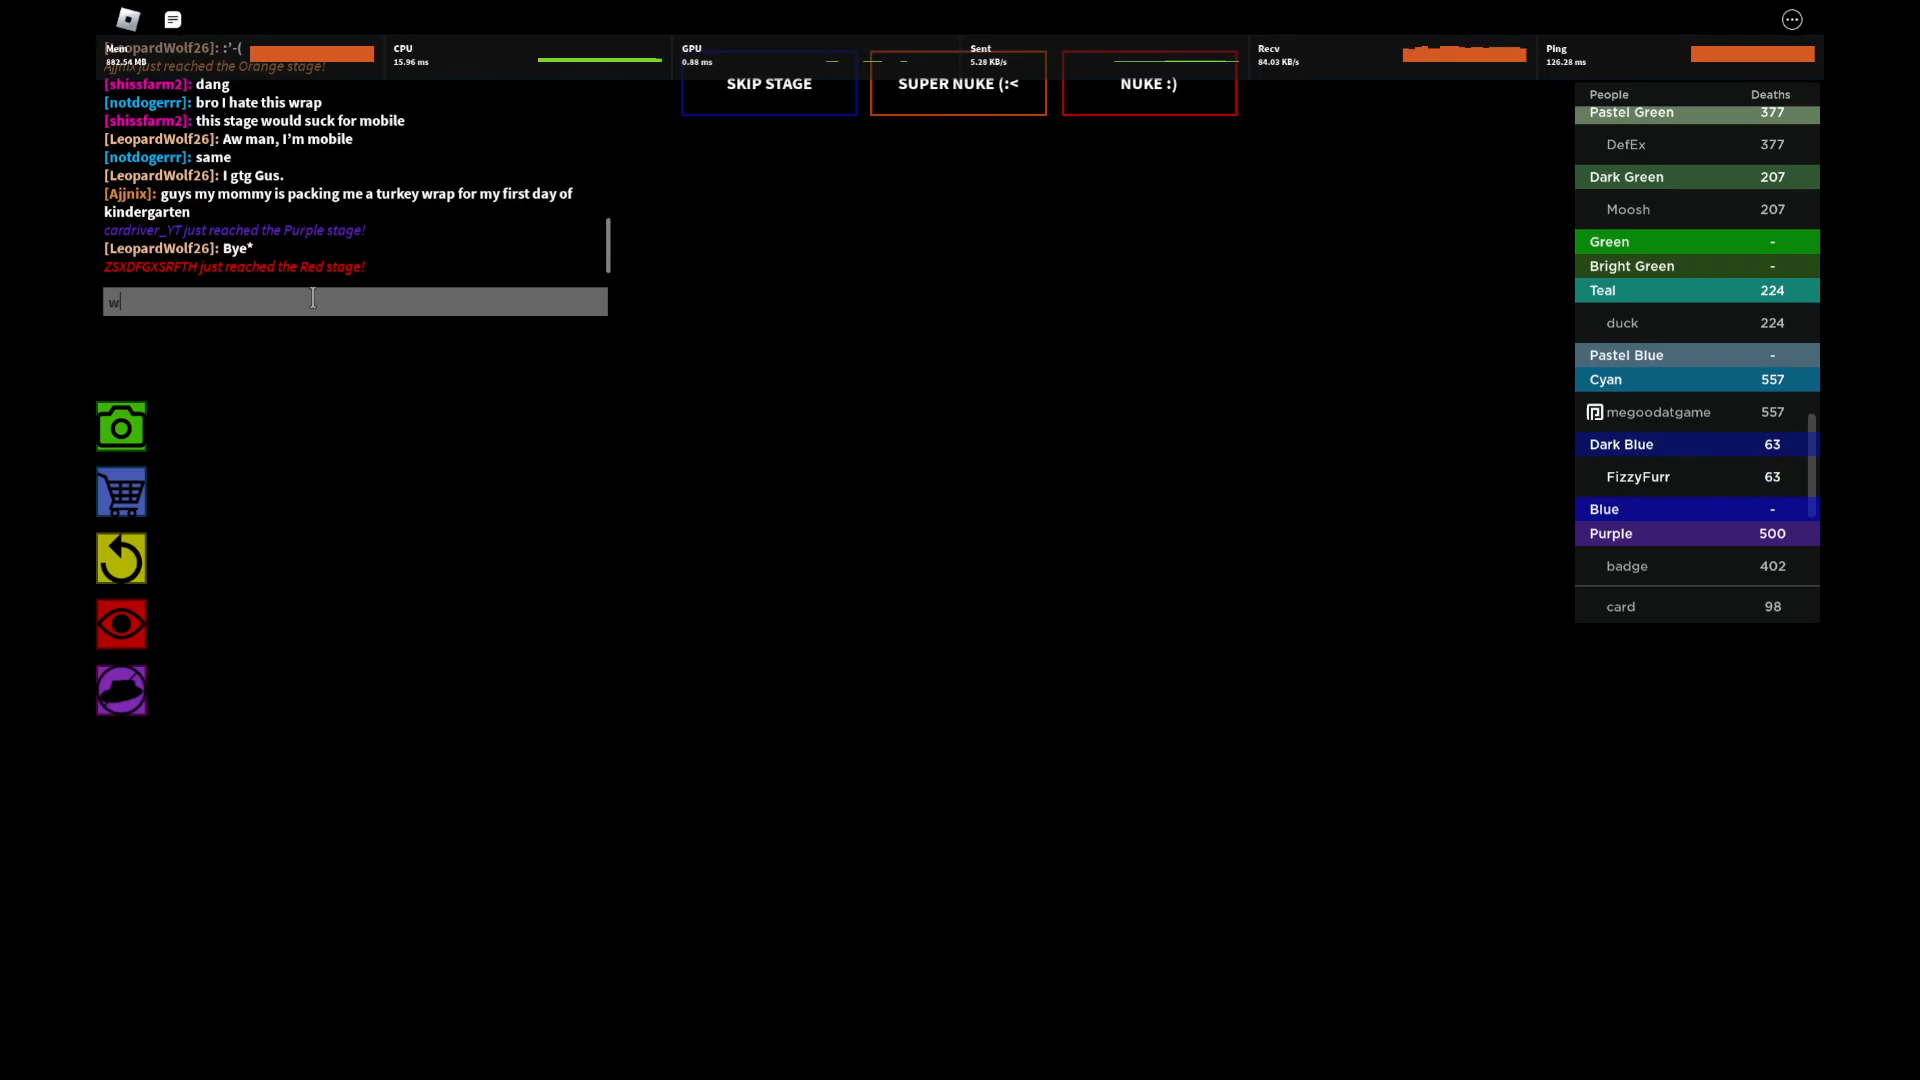 [LeopardWolf26]: :'-(
Ajjnix just reached the Orange stage!
[shissfarm2]: dang
[notdogerrr]: bro I hate this wrap
[shissfarm2]: this stage would suck for mobile
[LeopardWolf26]: Aw man, I’m mobile
[notdogerrr]: same
[LeopardWolf26]: I gtg Gus.
[Ajjnix]: guys my mommy is packing me a turkey wrap for my first day of
kindergarten
cardriver_YT just reached the Purple stage!
[LeopardWolf26]: Bye*
ZSXDFGXSRFTH just reached the Red stage!
w
Mem
882.54 MB
CPU
15.96 ms
GPU
0.88 ms
Sent
5.28 KB/s
Recv
84.03 KB/s
Ping
126.28 ms
SKIP STAGE
SUPER NUKE (:<
NUKE :)
People Deaths
Pastel Green 377
DefEx 377
Dark Green 207
Moosh 207
Green -
Bright Green -
Teal 224
duck 224
Pastel Blue -
Cyan 557
megoodatgame 557
Dark Blue 63
FizzyFurr 63
Blue -
Purple 500
badge 402
card 98